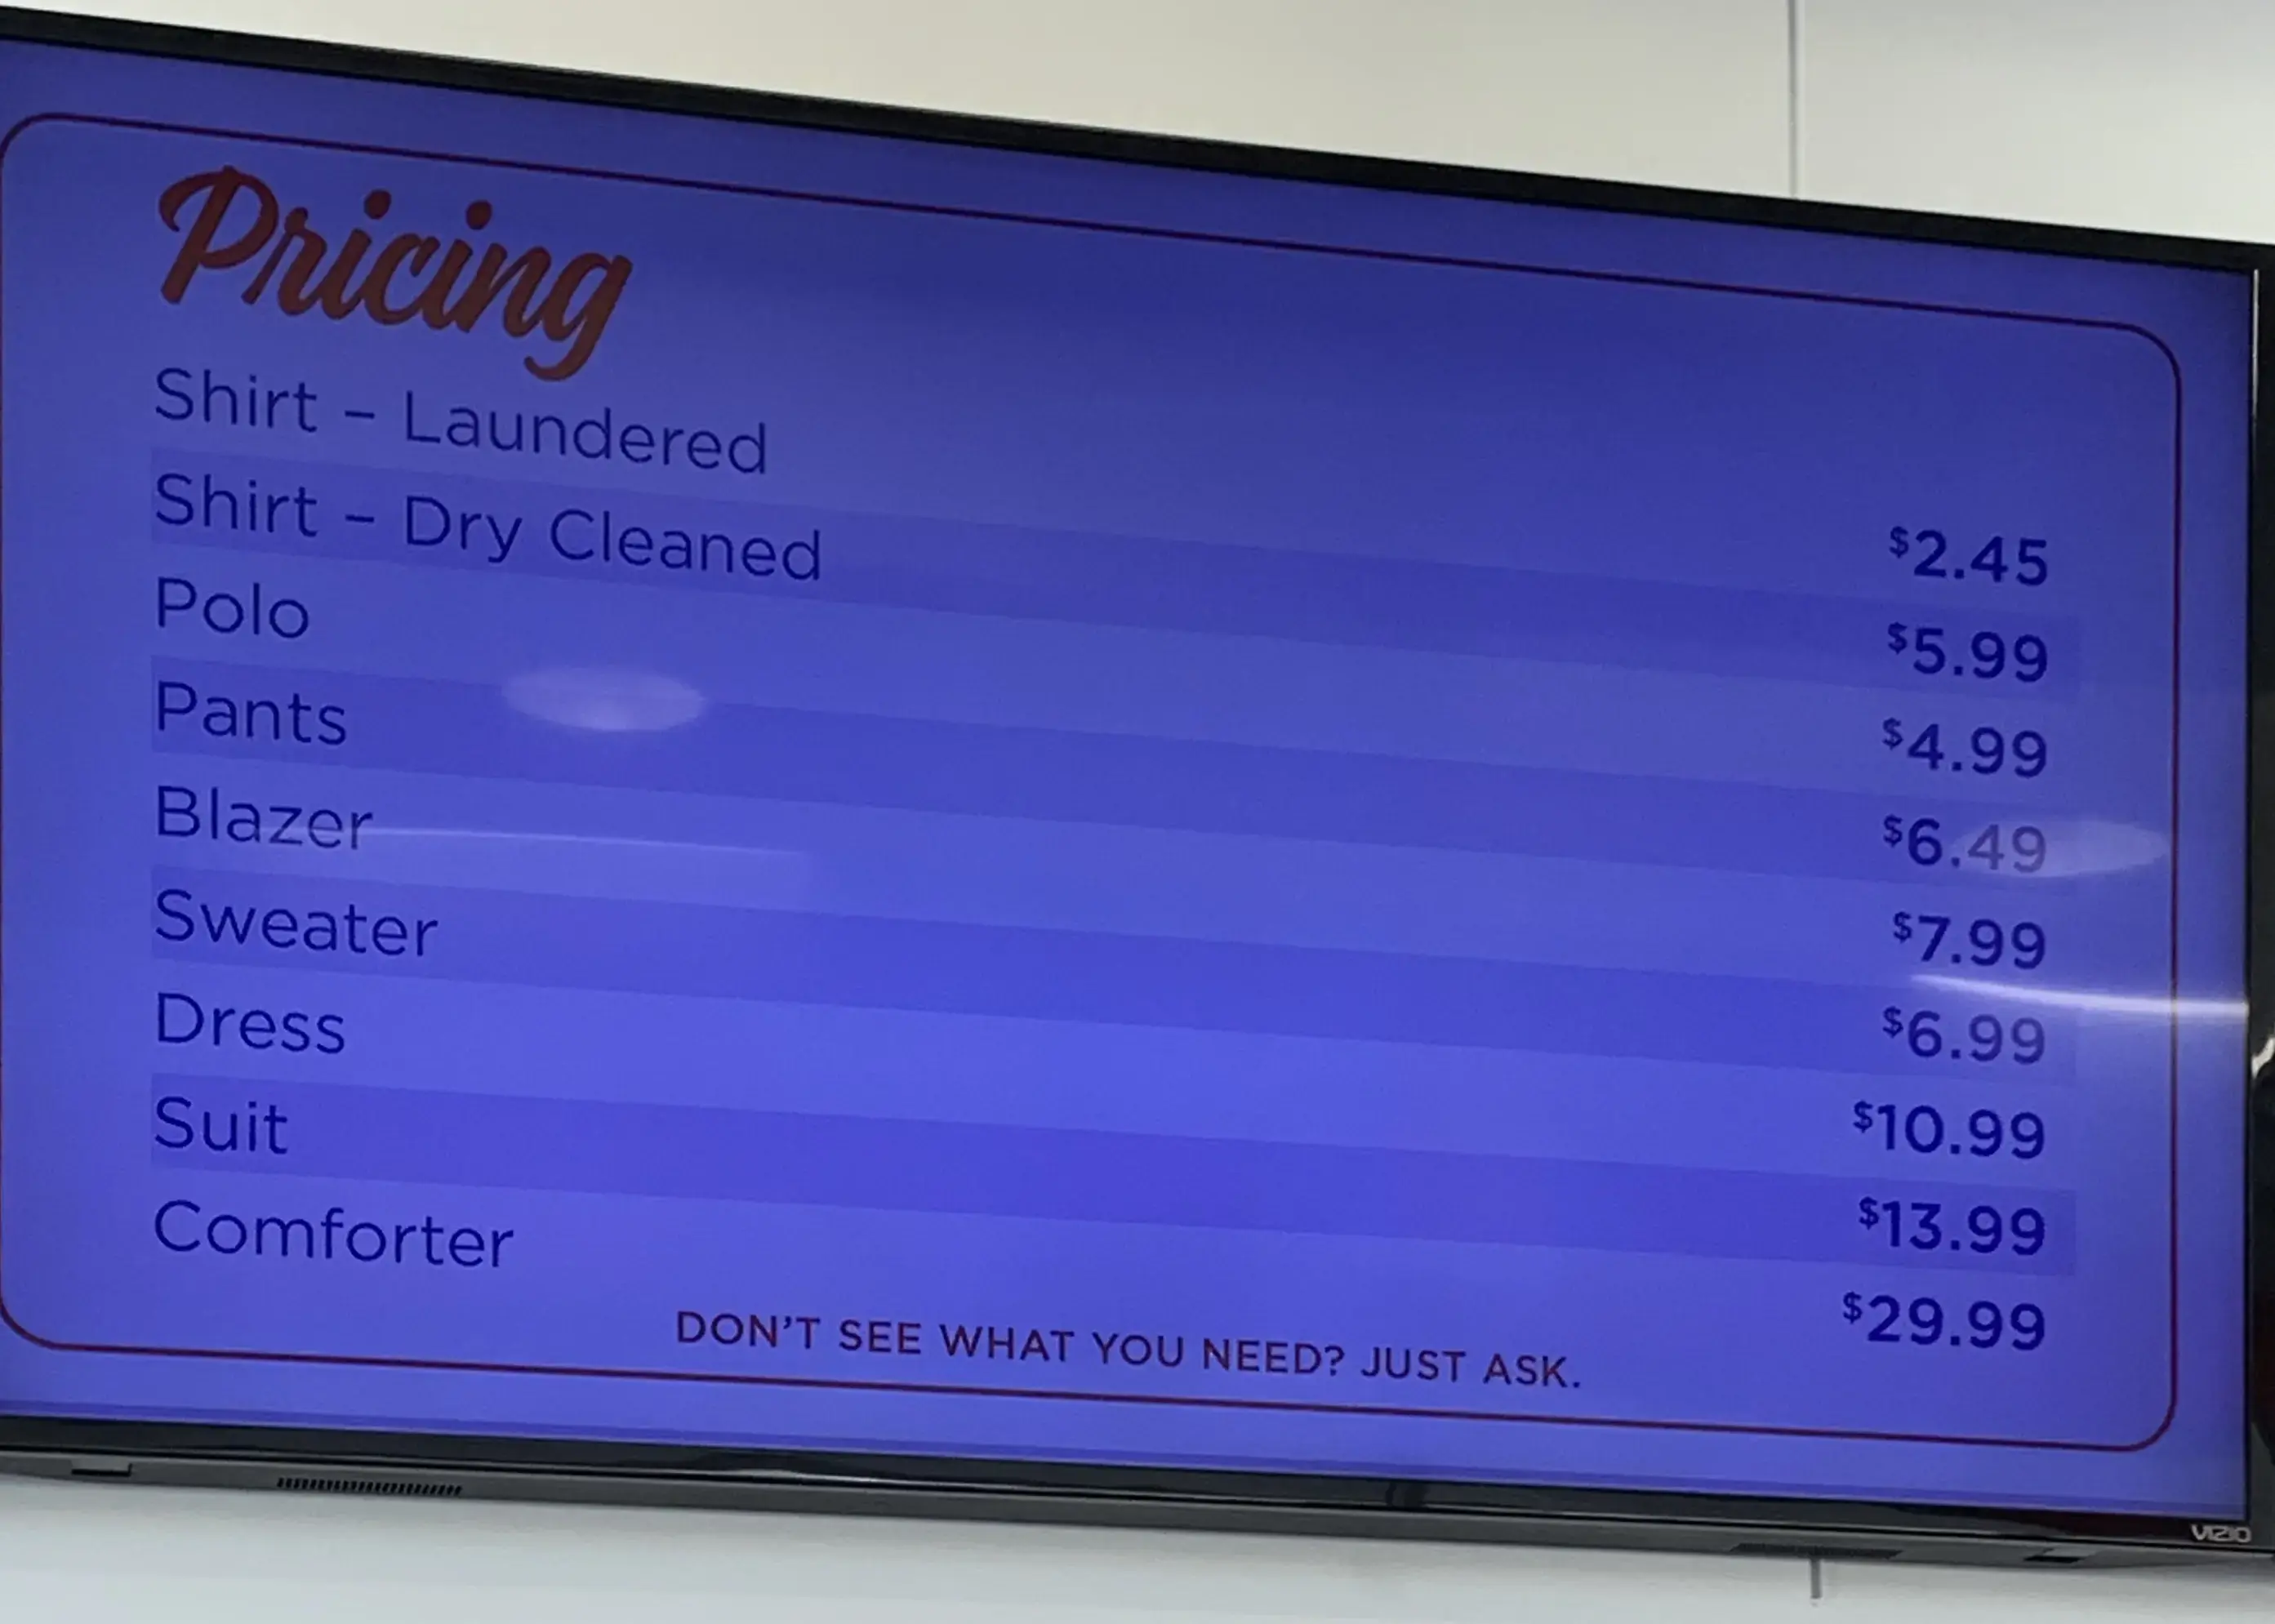 Pricing
Shirt – Laundered $2.45
Shirt – Dry Cleaned $5.99
Polo $4.99
Pants $6.49
Blazer $7.99
Sweater $6.99
Dress $10.99
Suit $13.99
Comforter $29.99
DON'T SEE WHAT YOU NEED? JUST ASK.
VIZIO